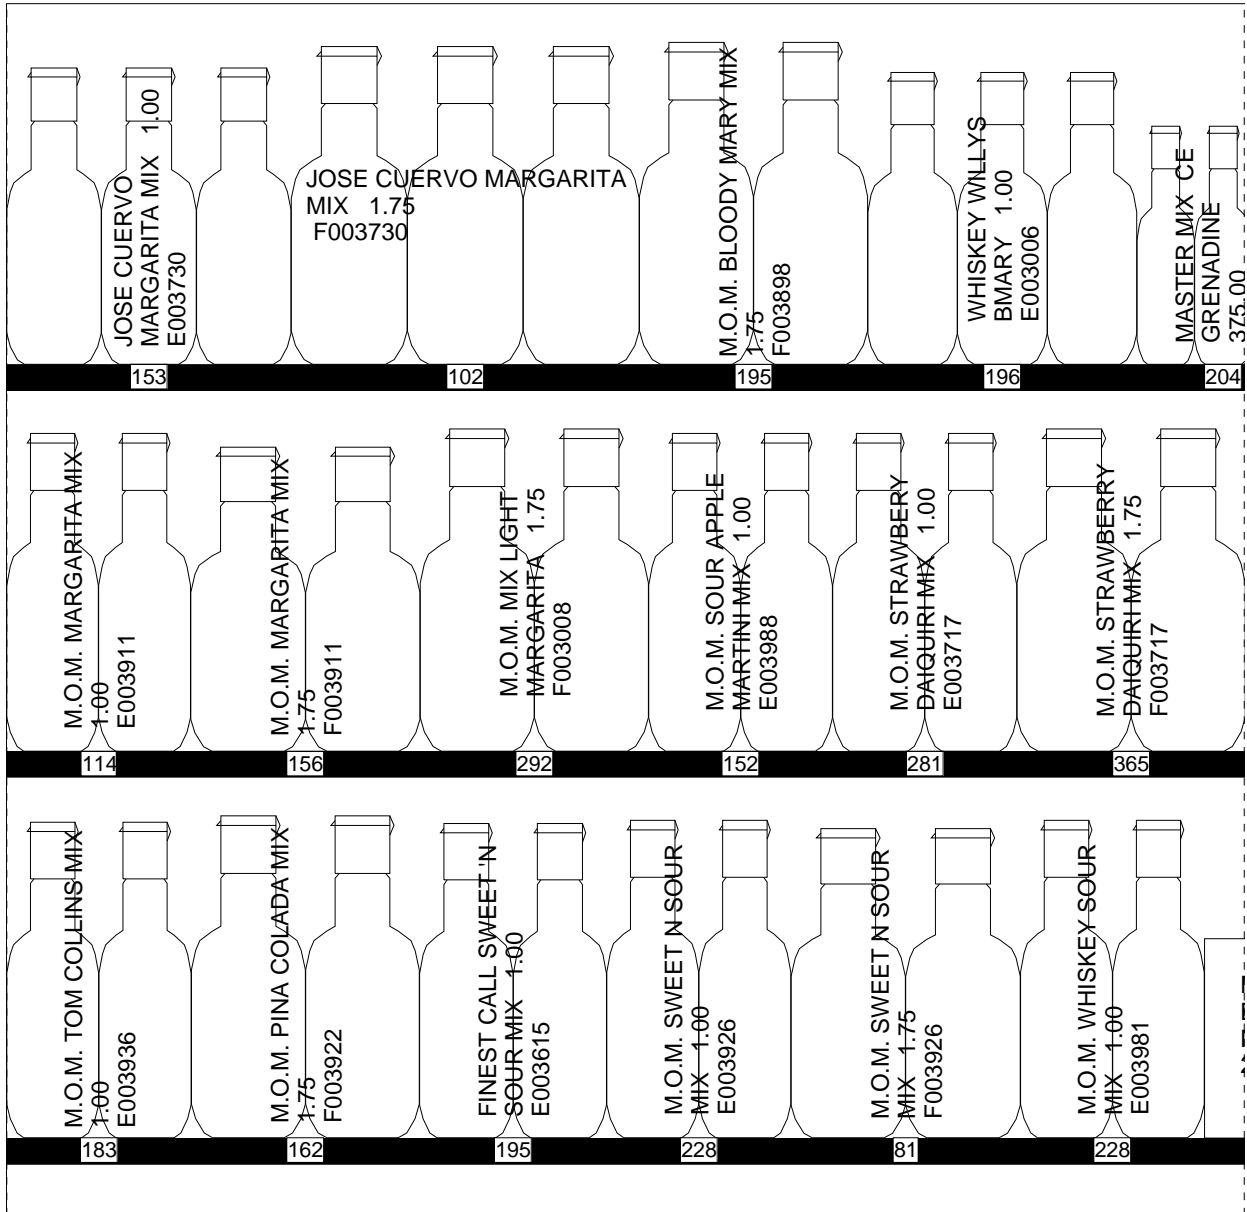 JOSE CUERVO
MARGARITA MIX 1.00
E003730
JOSE CUERVO MARGARITA
MIX 1.75
F003730
M.O.M. BLOODY MARY MIX
1.75
F003898
WHISKEY WILLYS
BMARY 1.00
E003006
MASTER MIX CE
GRENADINE
375.00
153
102
195
196
204
M.O.M. MARGARITA MIX
1.00
E003911
M.O.M. MARGARITA MIX
1.75
F003911
M.O.M. MIX LIGHT
MARGARITA 1.75
F003008
M.O.M. SOUR APPLE
MARTINI MIX 1.00
E003988
M.O.M. STRAWBERY
DAIQUIRI MIX 1.00
E003717
M.O.M. STRAWBERRY
DAIQUIRI MIX 1.75
F003717
114
156
292
152
281
365
M.O.M. TOM COLLINS MIX
1.00
E003936
M.O.M. PINA COLADA MIX
1.75
F003922
FINEST CALL SWEET 'N
SOUR MIX 1.00
E003615
M.O.M. SWEET N SOUR
MIX 1.00
E003926
M.O.M. SWEET N SOUR
MIX 1.75
F003926
M.O.M. WHISKEY SOUR
MIX 1.00
E003981
183
162
195
228
81
228